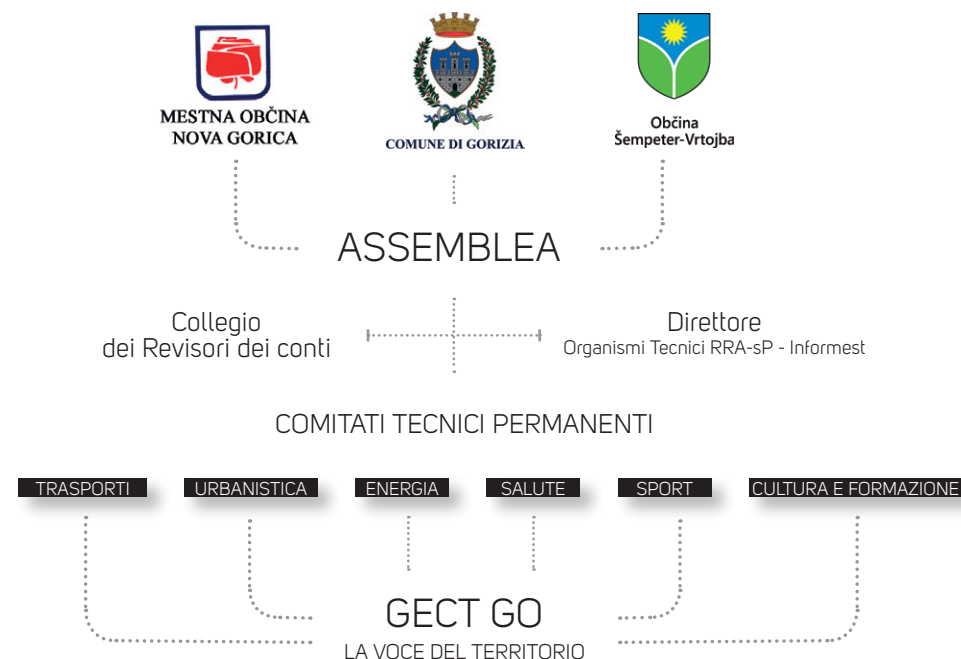 MESTNA OBČINA
NOVA GORICA
COMUNE DI GORIZIA
Občina
Šempeter-Vrtojba
ASSEMBLEA
Collegio
dei Revisori dei conti
Direttore
Organismi Tecnici RRA-sP - Informest
COMITATI TECNICI PERMANENTI
TRASPORTI
URBANISTICA
ENERGIA
SALUTE
SPORT
CULTURA E FORMAZIONE
GECT GO
LA VOCE DEL TERRITORIO